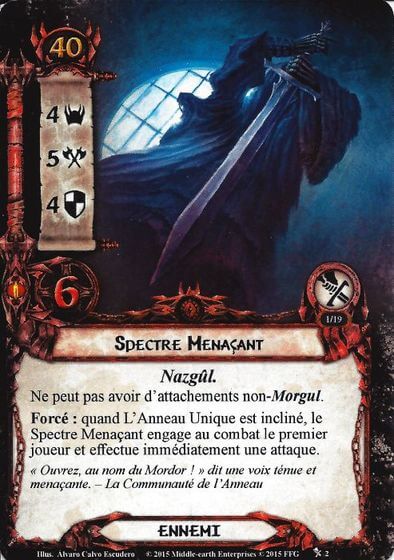 40
4
5
4
6
1/19
Spectre Menaçant
Nazgûl.
Ne peut pas avoir d'attachements non-Morgul.
Forcé : quand L'Anneau Unique est incliné, le
Spectre Menaçant engage au combat le premier
joueur et effectue immédiatement une attaque.
« Ouvrez, au nom du Mordor ! » dit une voix ténue et
menaçante. – La Communauté de l'Anneau
ENNEMI
Illus. Álvaro Calvo Escudero © 2015 Middle-earth Enterprises © 2015 FFG 2